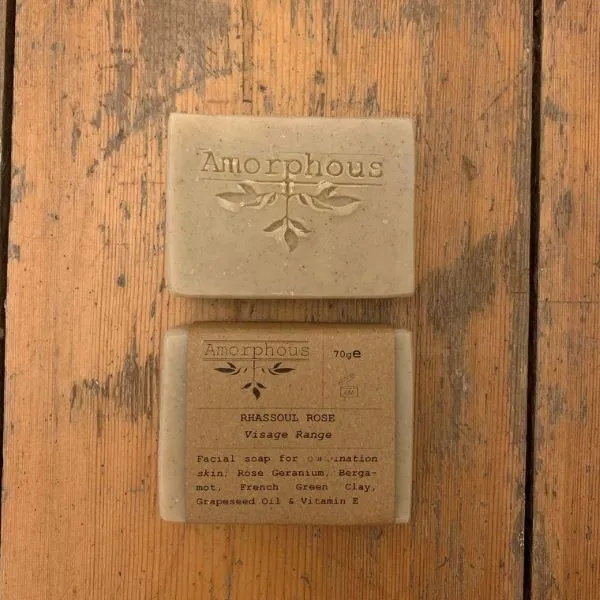 Amorphous
Amorphous
70g℮
RHASSOUL ROSE
Visage Range
Facial soap for combination
skin. Rose Geranium, Berga-
mot, French Green Clay,
Grapeseed Oil & Vitamin E